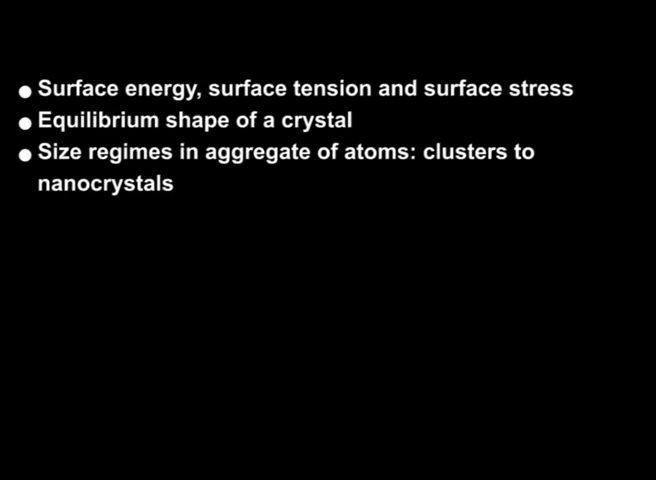 ● Surface energy, surface tension and surface stress
● Equilibrium shape of a crystal
● Size regimes in aggregate of atoms: clusters to
nanocrystals